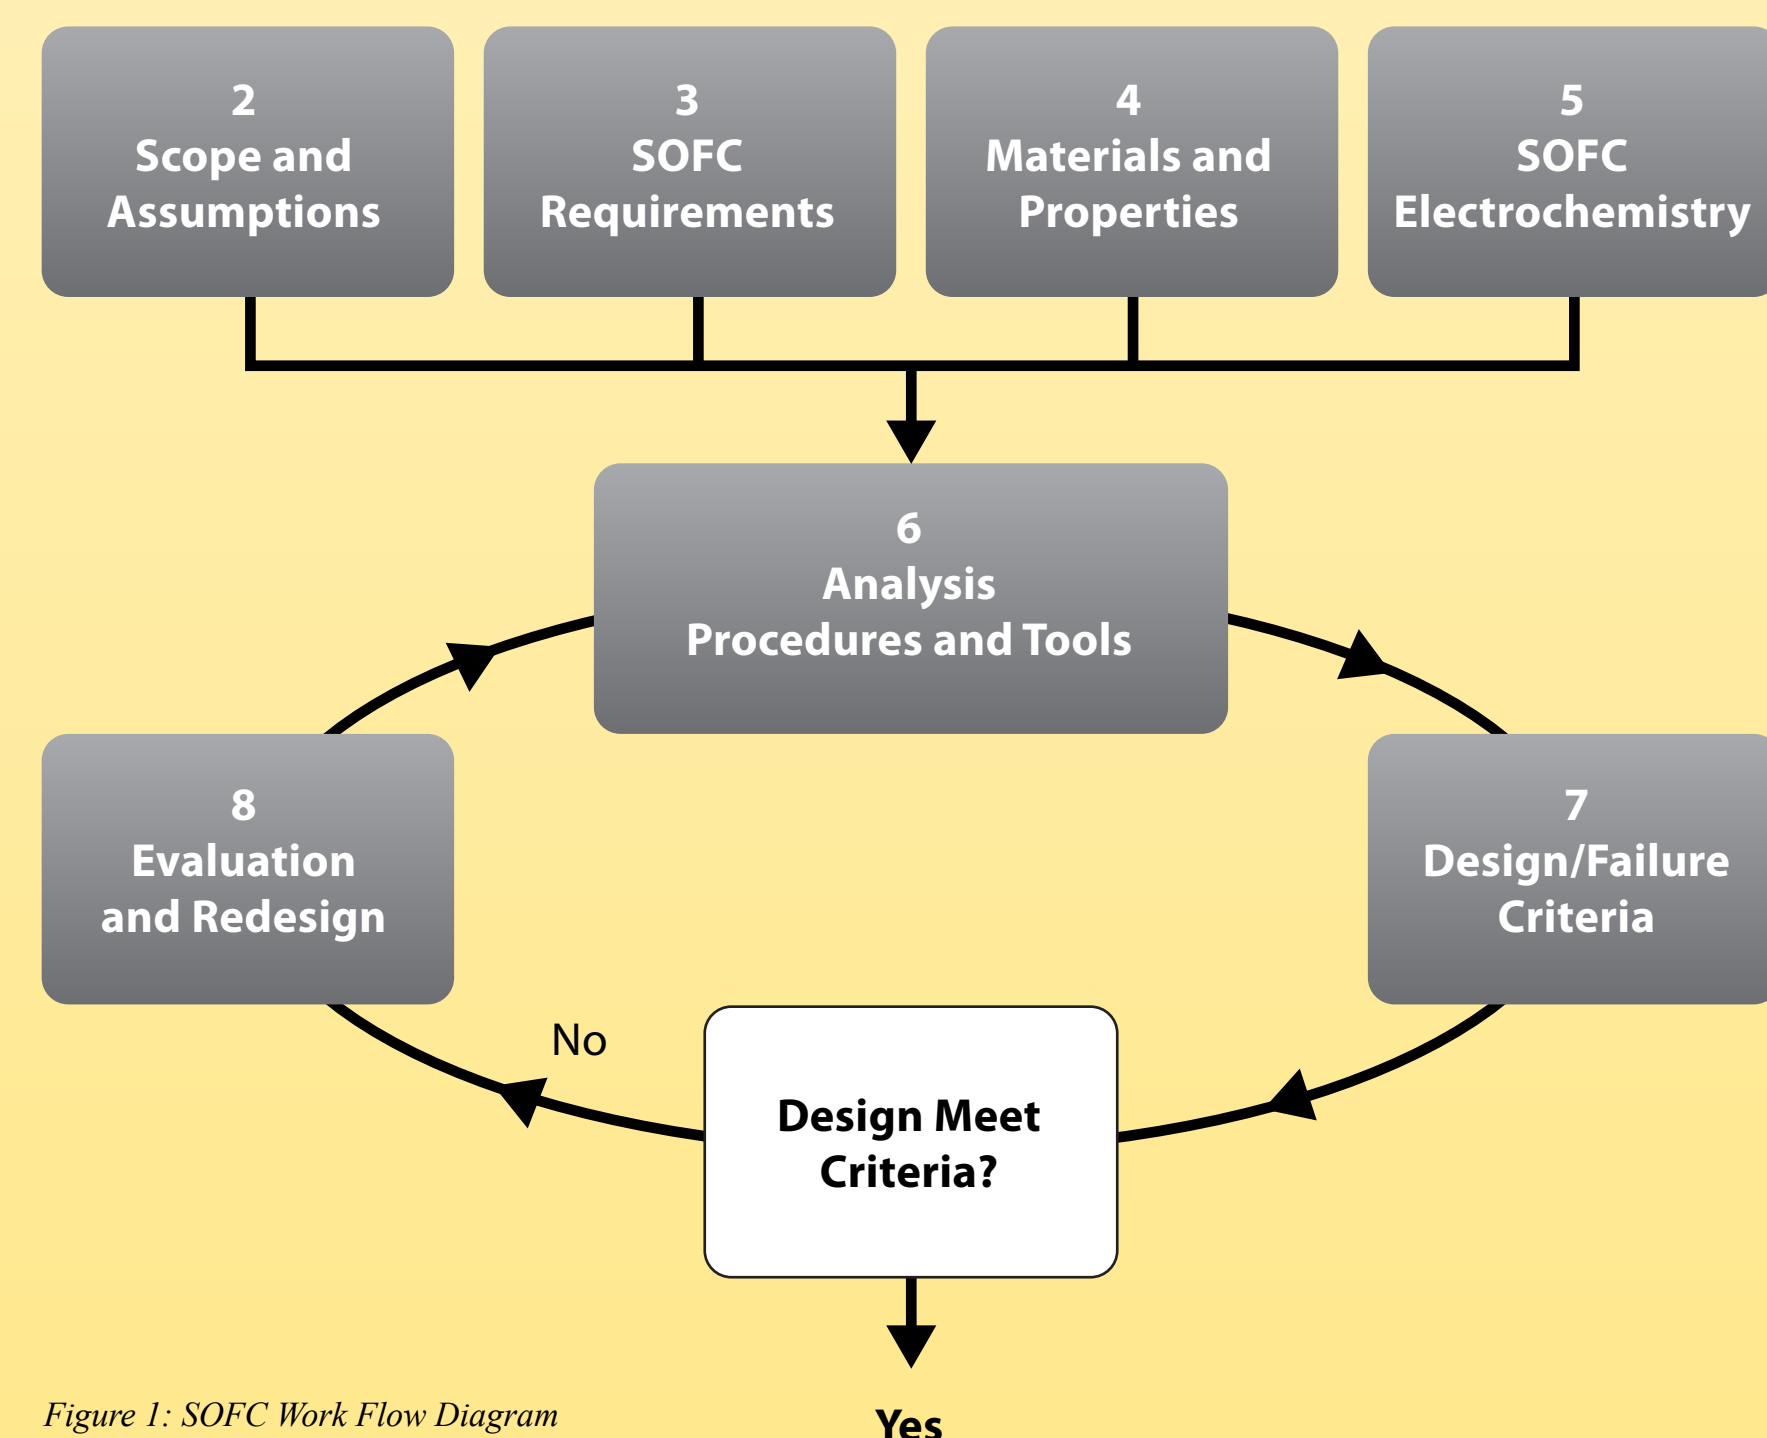 2
Scope and
Assumptions
3
SOFC
Requirements
4
Materials and
Properties
5
SOFC
Electrochemistry
6
Analysis
Procedures and Tools
8
Evaluation
and Redesign
7
Design/Failure
Criteria
No
Design Meet
Criteria?
Yes
Figure 1: SOFC Work Flow Diagram